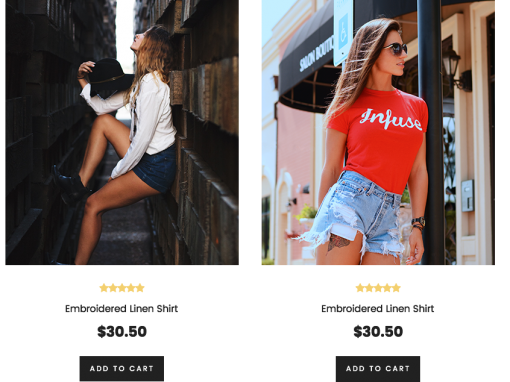 SALON BOUTIQ
Infuse
Embroidered Linen Shirt
Embroidered Linen Shirt
$30.50
$30.50
ADD TO CART
ADD TO CART